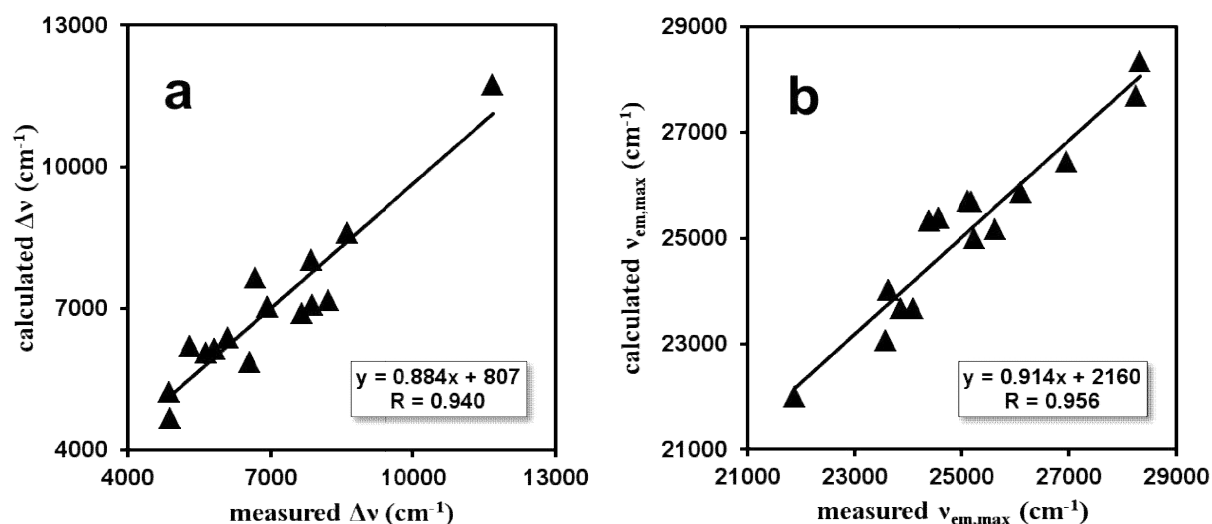 a
calculated Δν (cm⁻¹)
13000
10000
7000
4000
y = 0.884x + 807
R = 0.940
4000
7000
10000
13000
measured Δν (cm⁻¹)
b
calculated νem,max (cm⁻¹)
29000
27000
25000
23000
21000
y = 0.914x + 2160
R = 0.956
21000
23000
25000
27000
29000
measured νem,max (cm⁻¹)